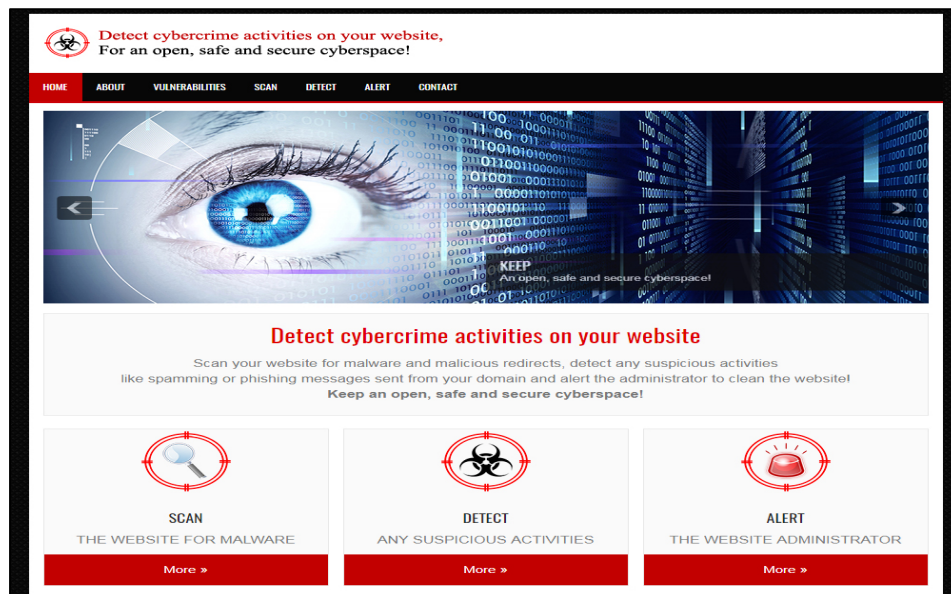 Detect cybercrime activities on your website,
For an open, safe and secure cyberspace!
HOME ABOUT VULNERABILITIES SCAN DETECT ALERT CONTACT
KEEP
An open, safe and secure cyberspace!
Detect cybercrime activities on your website
Scan your website for malware and malicious redirects, detect any suspicious activities
like spamming or phishing messages sent from your domain and alert the administrator to clean the website!
Keep an open, safe and secure cyberspace!
SCAN
THE WEBSITE FOR MALWARE
More »
DETECT
ANY SUSPICIOUS ACTIVITIES
More »
ALERT
THE WEBSITE ADMINISTRATOR
More »